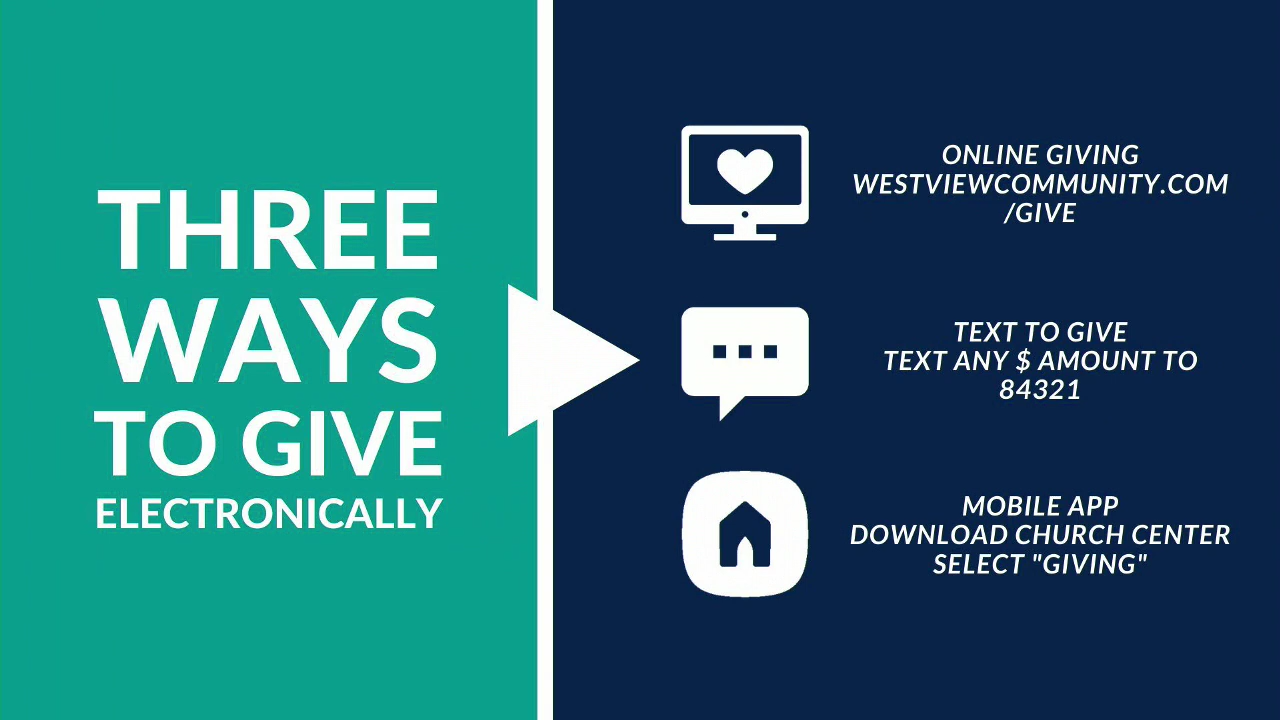 THREE
WAYS
TO GIVE
ELECTRONICALLY
ONLINE GIVING
WESTVIEWCOMMUNITY.COM
/GIVE
TEXT TO GIVE
TEXT ANY $ AMOUNT TO
84321
MOBILE APP
DOWNLOAD CHURCH CENTER
SELECT "GIVING"